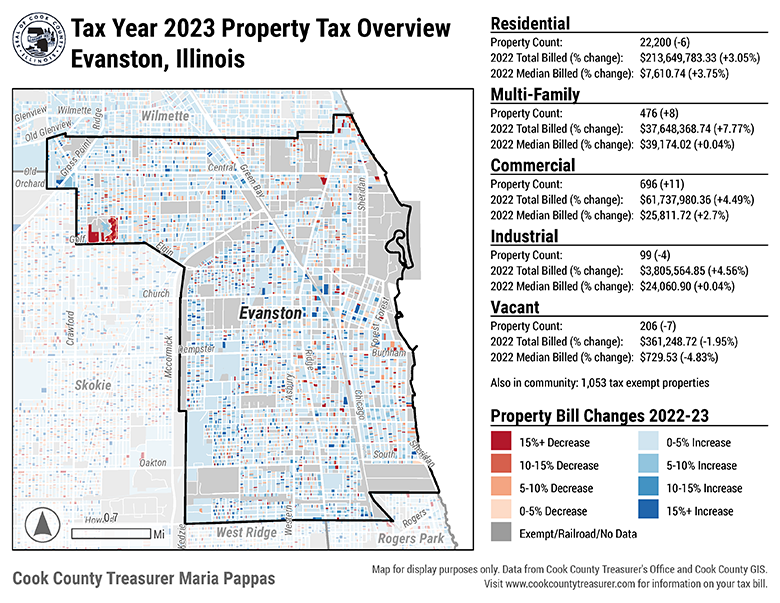 SEAL OF COOK COUNTY
ILLINOIS
Tax Year 2023 Property Tax Overview
Evanston, Illinois
Glenview
Wilmette
Ridge
Wilmette
Old Glenview
Gross Point
Old
Orchard
Central
Green Bay
Sheridan
Golf
Elgin
Church
Crawford
Mccormick
Evanston
Forest
Forest
Dempster
Ridge
Burnham
Skokie
Asbury
Chicago
South
Sheridan
Oakton
Howard
0.7
Mi
Kedzie
Western
West Ridge
Rogers
Rogers Park
Residential
Property Count: 22,200 (-6)
2022 Total Billed (% change): $213,649,783.33 (+3.05%)
2022 Median Billed (% change): $7,610.74 (+3.75%)
Multi-Family
Property Count: 476 (+8)
2022 Total Billed (% change): $37,648,368.74 (+7.77%)
2022 Median Billed (% change): $39,174.02 (+0.04%)
Commercial
Property Count: 696 (+11)
2022 Total Billed (% change): $61,737,980.36 (+4.49%)
2022 Median Billed (% change): $25,811.72 (+2.7%)
Industrial
Property Count: 99 (-4)
2022 Total Billed (% change): $3,805,564.85 (+4.56%)
2022 Median Billed (% change): $24,060.90 (+0.04%)
Vacant
Property Count: 206 (-7)
2022 Total Billed (% change): $361,248.72 (-1.95%)
2022 Median Billed (% change): $729.53 (-4.83%)
Also in community: 1,053 tax exempt properties
Property Bill Changes 2022-23
15%+ Decrease
0-5% Increase
10-15% Decrease
5-10% Increase
5-10% Decrease
10-15% Increase
0-5% Decrease
15%+ Increase
Exempt/Railroad/No Data
Cook County Treasurer Maria Pappas
Map for display purposes only. Data from Cook County Treasurer's Office and Cook County GIS.
Visit www.cookcountytreasurer.com for information on your tax bill.